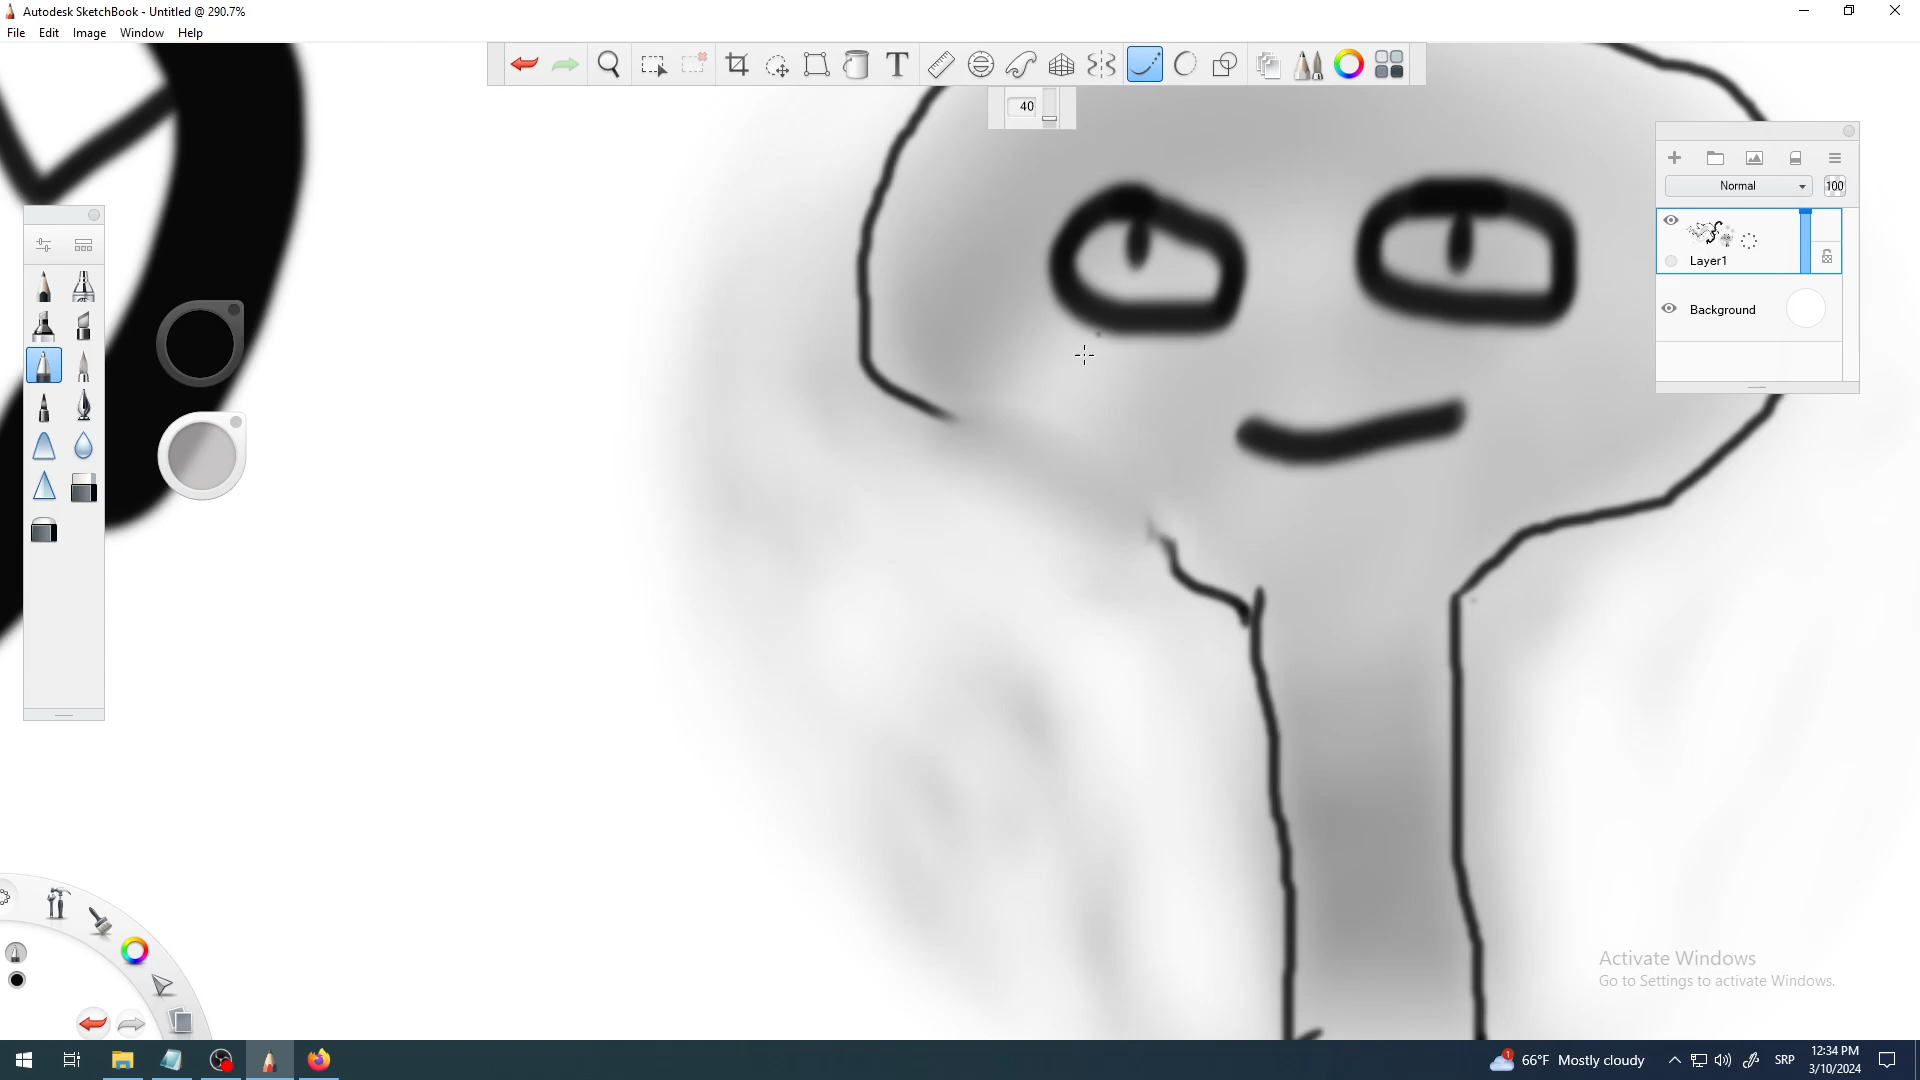 Autodesk SketchBook - Untitled @ 290.7%
File Edit Image Window Help
T
40
Normal 100
Layer1
Background
Activate Windows
Go to Settings to activate Windows.
1 66°F Mostly cloudy SRP 12:34 PM
3/10/2024